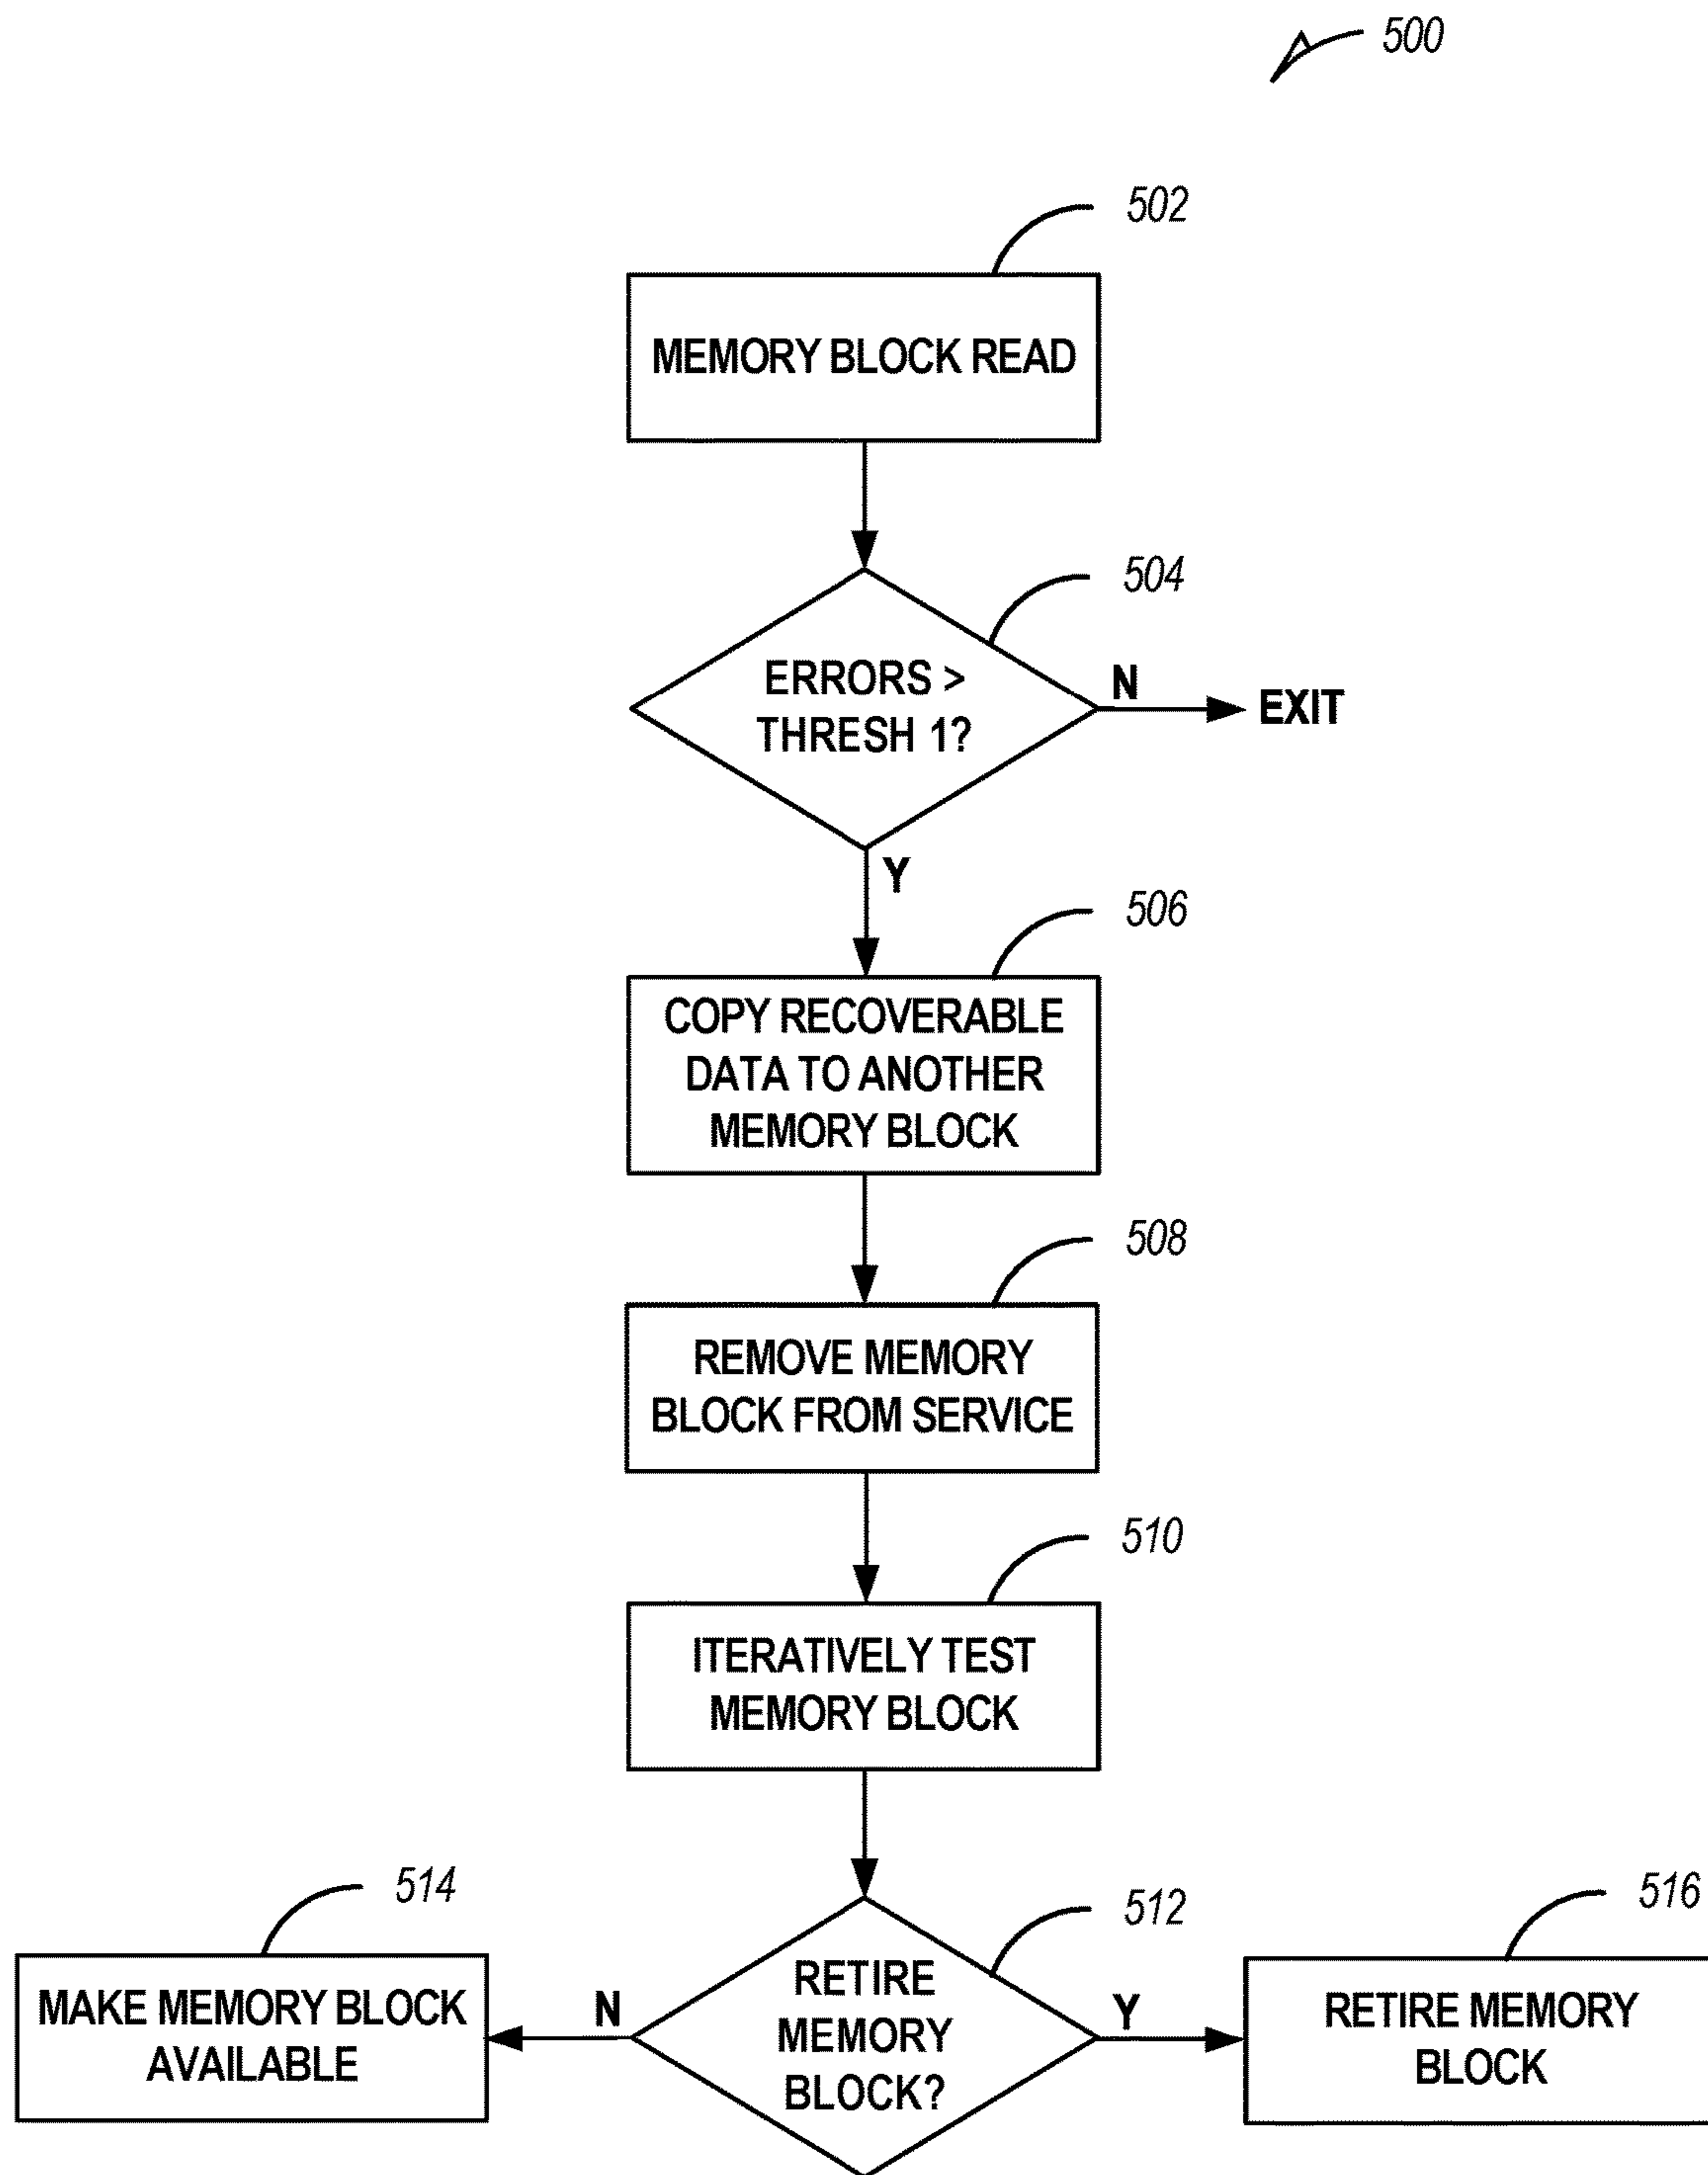 500
502
MEMORY BLOCK READ
504
ERRORS >
THRESH 1?
N
EXIT
Y
506
COPY RECOVERABLE
DATA TO ANOTHER
MEMORY BLOCK
508
REMOVE MEMORY
BLOCK FROM SERVICE
510
ITERATIVELY TEST
MEMORY BLOCK
514
512
516
MAKE MEMORY BLOCK
AVAILABLE
N
RETIRE
MEMORY
BLOCK?
Y
RETIRE MEMORY
BLOCK